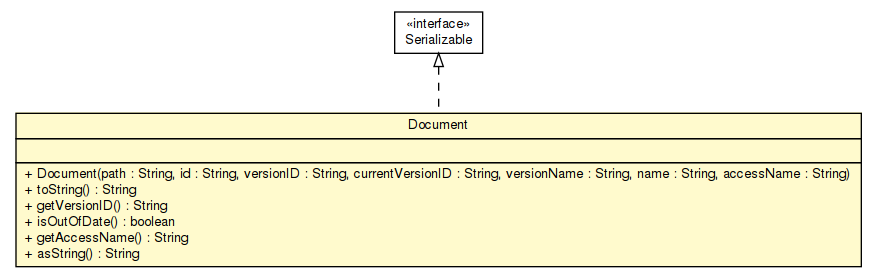 «interface»
Serializable
Document
+ Document(path : String, id : String, versionID : String, currentVersionID : String, versionName : String, name : String, accessName : String)
+ toString() : String
+ getVersionID() : String
+ isOutOfDate() : boolean
+ getAccessName() : String
+ asString() : String